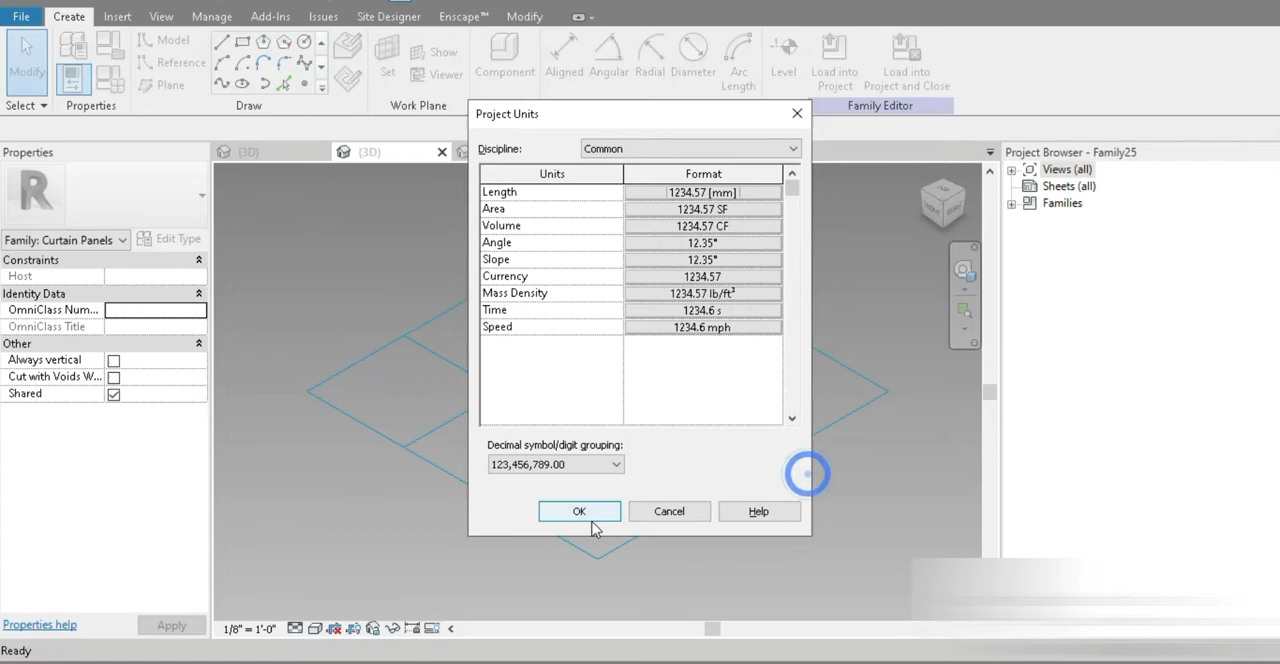 File Create Insert View Manage Add-Ins Issues Site Designer Enscape™ Modify
Modify
Model
Reference
Plane
Set
Show
Viewer
Component
Aligned Angular Radial Diameter Arc
Length
Level
Load into
Project
Load into
Project and Close
Select Properties Draw Work Plane Family Editor
Properties
R
Family: Curtain Panels Edit Type
Constraints
Host
Identity Data
OmniClass Num...
OmniClass Title
Other
Always vertical
Cut with Voids W...
Shared
Properties help Apply
(3D) (3D)
Project Units
Discipline: Common
Units Format
Length 1234.57 [mm]
Area 1234.57 SF
Volume 1234.57 CF
Angle 12.35°
Slope 12.35°
Currency 1234.57
Mass Density 1234.57 lb/ft³
Time 1234.6 s
Speed 1234.6 mph
Decimal symbol/digit grouping:
123,456,789.00
OK Cancel Help
Project Browser - Family25
Views (all)
Sheets (all)
Families
1/8" = 1'-0"
Ready